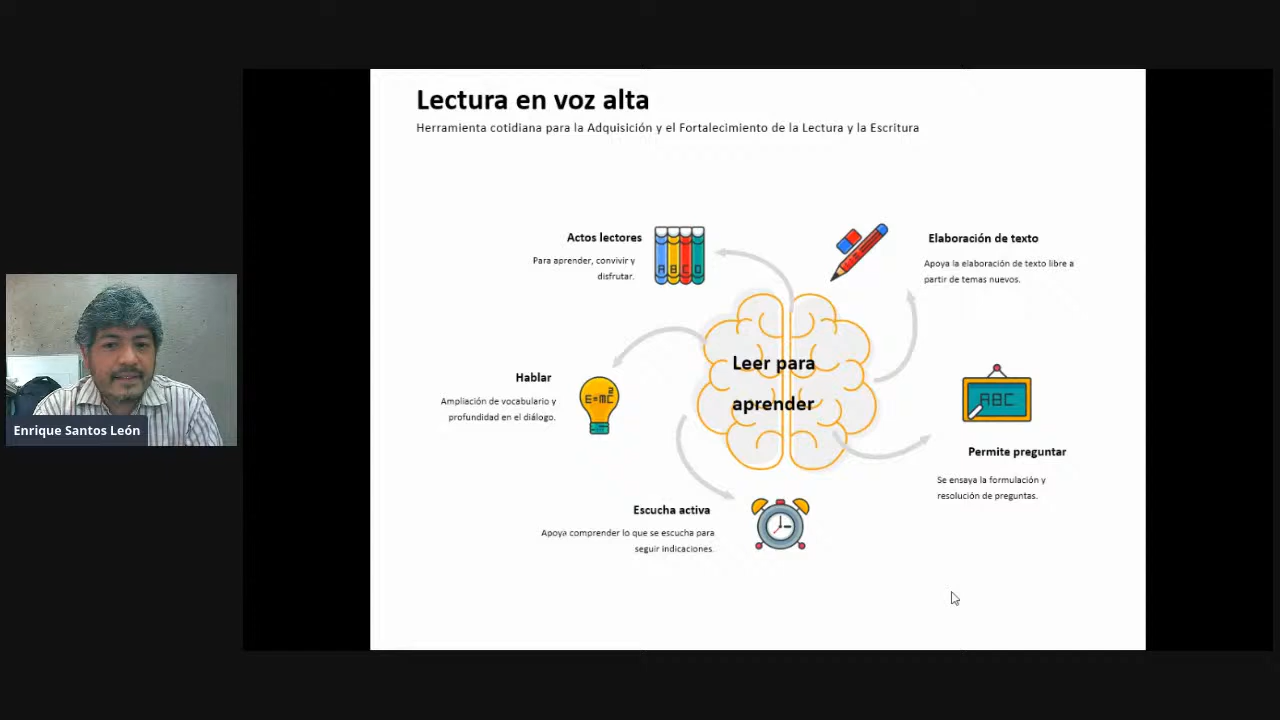 Lectura en voz alta
Herramienta cotidiana para la Adquisición y el Fortalecimiento de la Lectura y la Escritura
Actos lectores
Para aprender, convivir y
disfrutar.
A B C D
Elaboración de texto
Apoya la elaboración de texto libre a
partir de temas nuevos.
Leer para
aprender
Hablar
Ampliación de vocabulario y
profundidad en el diálogo.
E=MC2
ABC
Permite preguntar
Se ensaya la formulación y
resolución de preguntas.
Escucha activa
Apoya comprender lo que se escucha para
seguir indicaciones.
Enrique Santos León